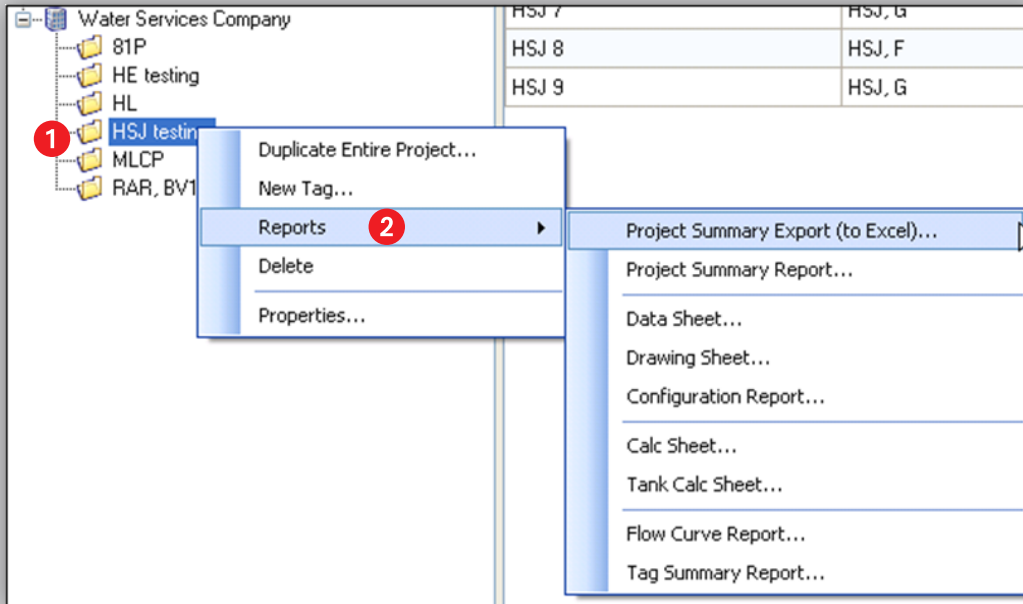 Water Services Company
81P
HE testing
HL
1
HSJ testin
MLCP
RAR, BV1
HSJ 7
HSJ, G
HSJ 8
HSJ, F
HSJ 9
HSJ, G
Duplicate Entire Project...
New Tag...
Reports
2
Delete
Properties...
Project Summary Export (to Excel)...
Project Summary Report...
Data Sheet...
Drawing Sheet...
Configuration Report...
Calc Sheet...
Tank Calc Sheet...
Flow Curve Report...
Tag Summary Report...